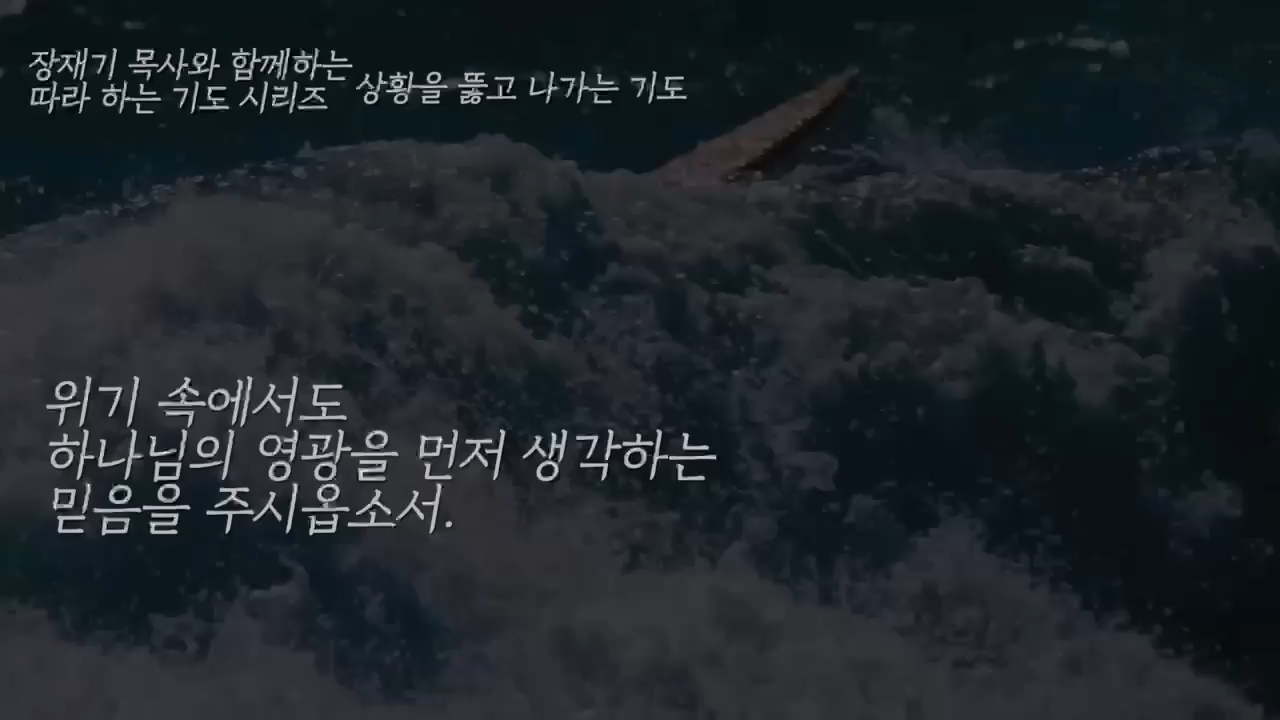 장재기 목사와 함께하는
따라 하는 기도 시리즈
상황을 뚫고 나가는 기도
위기 속에서도
하나님의 영광을 먼저 생각하는
믿음을 주시옵소서.